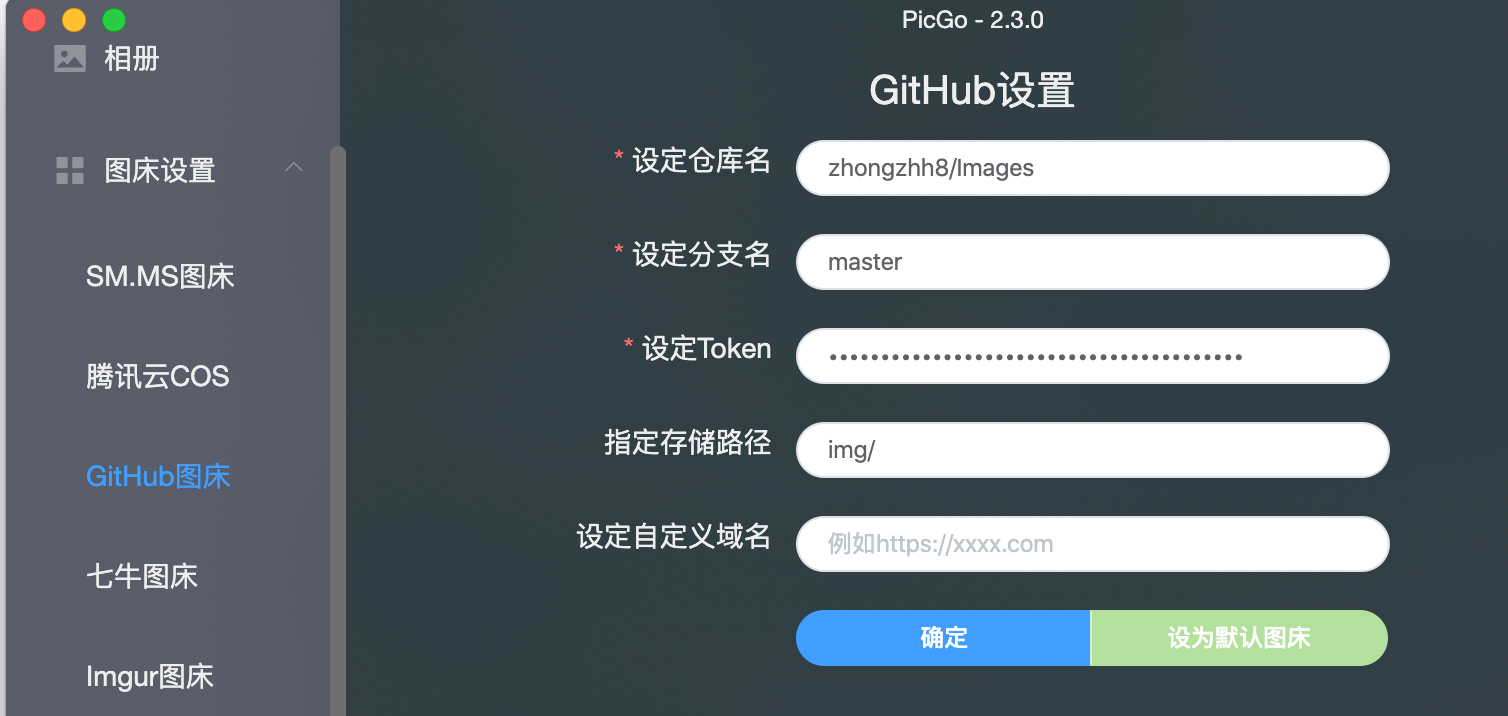 PicGo - 2.3.0
相册
图床设置
SM.MS图床
腾讯云COS
GitHub图床
七牛图床
Imgur图床
GitHub设置
* 设定仓库名
zhongzhh8/Images
* 设定分支名
master
* 设定Token
••••••••••••••••••••••••••••••••••••••••
指定存储路径
img/
设定自定义域名
例如https://xxxx.com
确定
设为默认图床